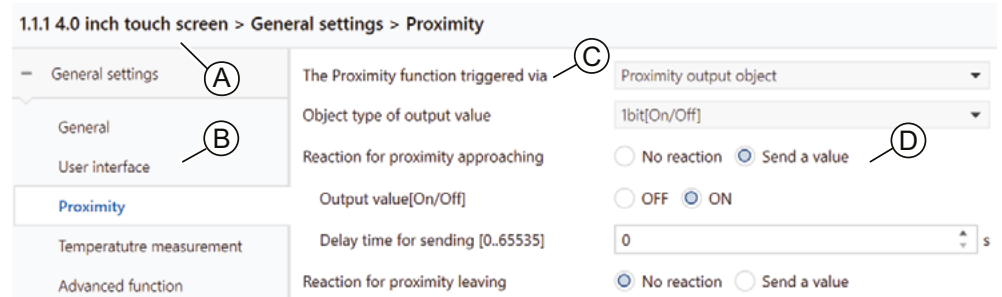 1.1.1 4.0 inch touch screen > General settings > Proximity
A
− General settings
General
B
User interface
Proximity
Temperatutre measurement
Advanced function
C
The Proximity function triggered via Proximity output object
Object type of output value 1bit[On/Off]
D
Reaction for proximity approaching No reaction Send a value
Output value[On/Off] OFF ON
Delay time for sending [0..65535] 0 s
Reaction for proximity leaving No reaction Send a value